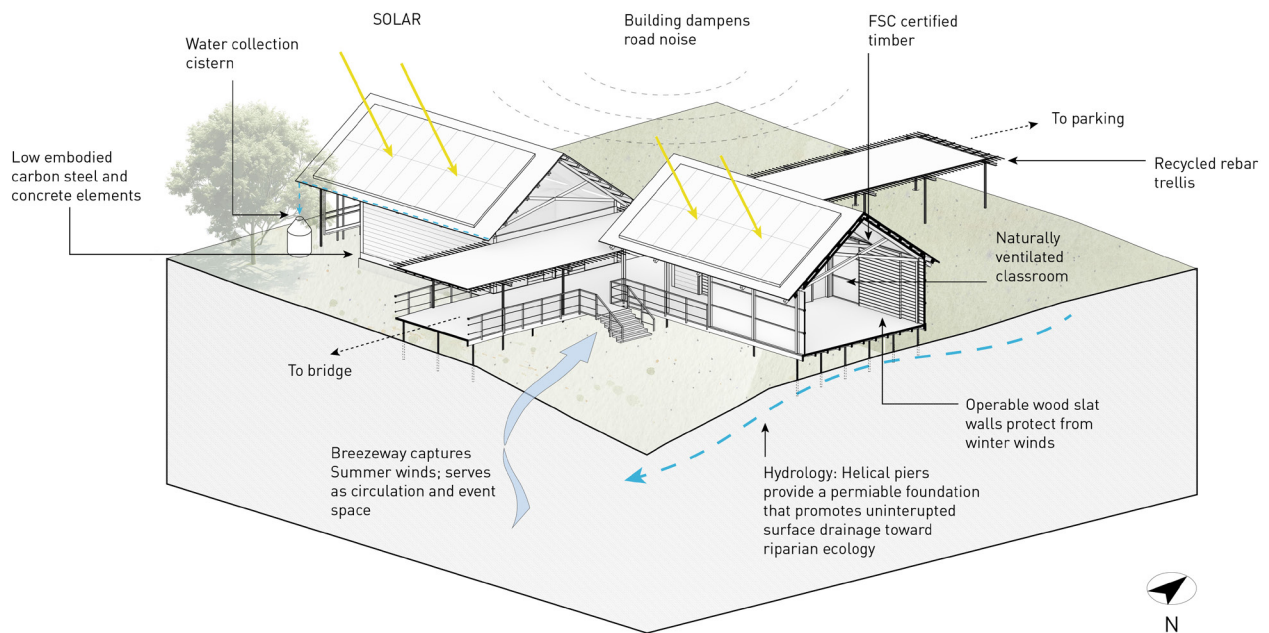 SOLAR
Building dampens
road noise
FSC certified
timber
Water collection
cistern
To parking
Low embodied
carbon steel and
concrete elements
Recycled rebar
trellis
Naturally
ventilated
classroom
To bridge
Operable wood slat
walls protect from
winter winds
Breezeway captures
Summer winds; serves
as circulation and event
space
Hydrology: Helical piers
provide a permiable foundation
that promotes uninterupted
surface drainage toward
riparian ecology
N